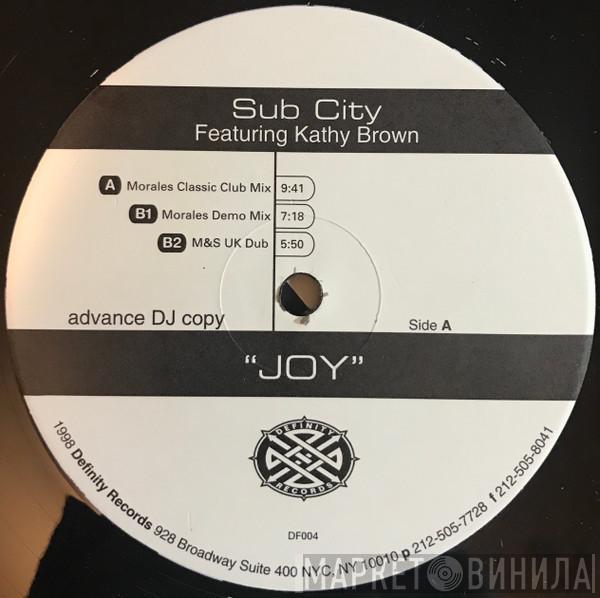 Sub City
Featuring Kathy Brown
A Morales Classic Club Mix 9:41
B1 Morales Demo Mix 7:18
B2 M&S UK Dub 5:50
advance DJ copy
Side A
“JOY”
DEFINITY
RECORDS
DF004
1998 Definity Records 928 Broadway Suite 400 NYC, NY 10010 p 212-505-7728 f 212-505-8041
МАРКЕТ ВИНИЛА